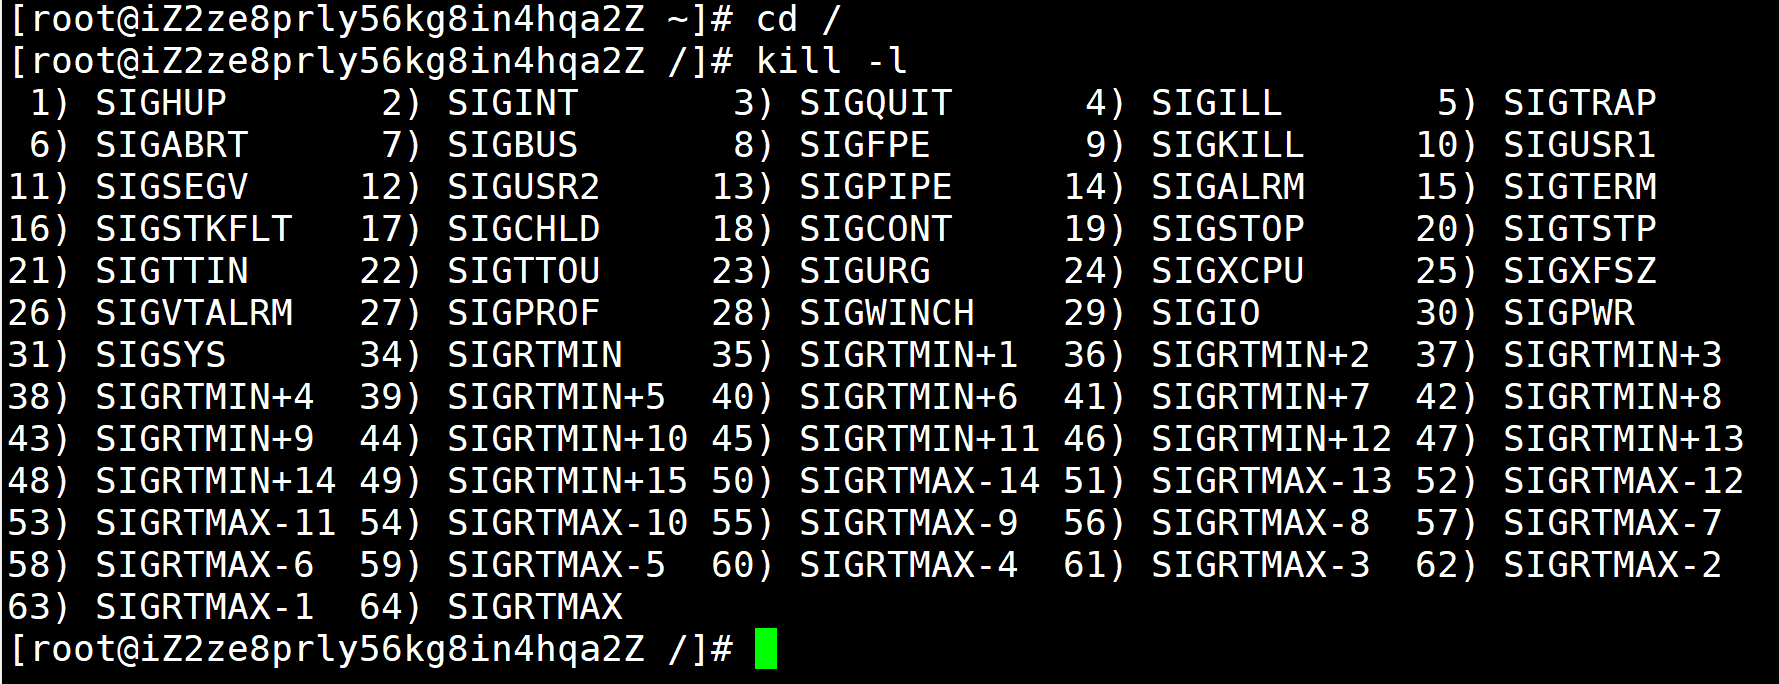 [root@iZ2ze8prly56kg8in4hqa2Z ~]# cd /
[root@iZ2ze8prly56kg8in4hqa2Z /]# kill -l
 1) SIGHUP       2) SIGINT       3) SIGQUIT      4) SIGILL       5) SIGTRAP
 6) SIGABRT      7) SIGBUS       8) SIGFPE       9) SIGKILL     10) SIGUSR1
11) SIGSEGV     12) SIGUSR2     13) SIGPIPE     14) SIGALRM     15) SIGTERM
16) SIGSTKFLT   17) SIGCHLD     18) SIGCONT     19) SIGSTOP     20) SIGTSTP
21) SIGTTIN     22) SIGTTOU     23) SIGURG      24) SIGXCPU     25) SIGXFSZ
26) SIGVTALRM   27) SIGPROF     28) SIGWINCH    29) SIGIO       30) SIGPWR
31) SIGSYS      34) SIGRTMIN    35) SIGRTMIN+1  36) SIGRTMIN+2  37) SIGRTMIN+3
38) SIGRTMIN+4  39) SIGRTMIN+5  40) SIGRTMIN+6  41) SIGRTMIN+7  42) SIGRTMIN+8
43) SIGRTMIN+9  44) SIGRTMIN+10 45) SIGRTMIN+11 46) SIGRTMIN+12 47) SIGRTMIN+13
48) SIGRTMIN+14 49) SIGRTMIN+15 50) SIGRTMAX-14 51) SIGRTMAX-13 52) SIGRTMAX-12
53) SIGRTMAX-11 54) SIGRTMAX-10 55) SIGRTMAX-9  56) SIGRTMAX-8  57) SIGRTMAX-7
58) SIGRTMAX-6  59) SIGRTMAX-5  60) SIGRTMAX-4  61) SIGRTMAX-3  62) SIGRTMAX-2
63) SIGRTMAX-1  64) SIGRTMAX
[root@iZ2ze8prly56kg8in4hqa2Z /]#